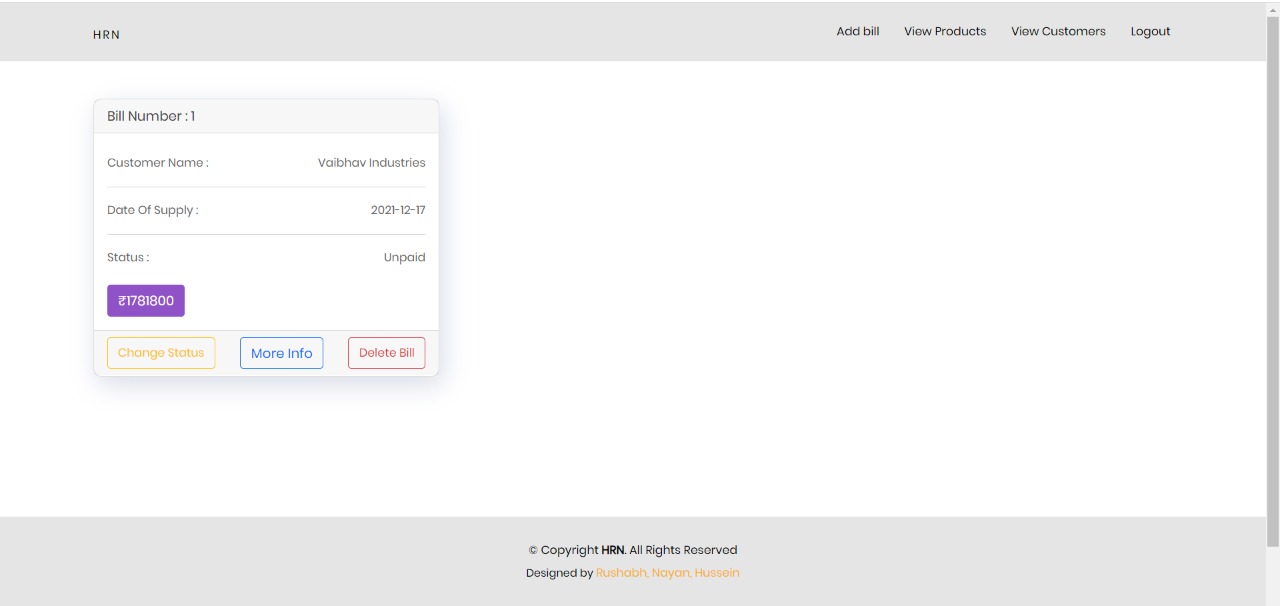 HRN
Add bill View Products View Customers Logout
Bill Number : 1
Customer Name : Vaibhav Industries
Date Of Supply : 2021-12-17
Status : Unpaid
₹1781800
Change Status More Info Delete Bill
© Copyright HRN. All Rights Reserved
Designed by Rushabh, Nayan, Hussein